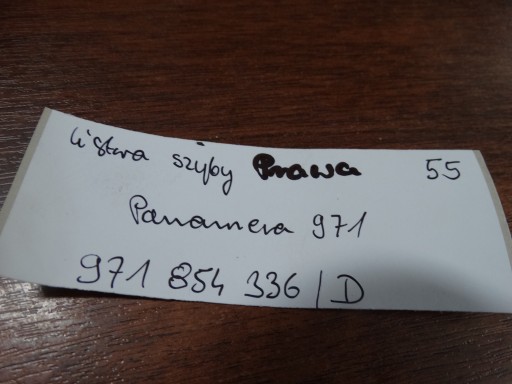 listwa szyby Prawa 55
Panamera 971
971 854 336 / D